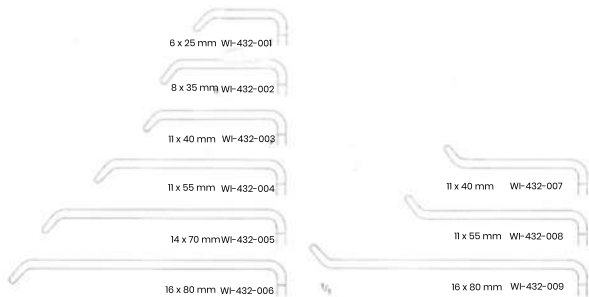 6 x 25 mm WI-432-001
8 x 35 mm WI-432-002
11 x 40 mm WI-432-003
11 x 55 mm WI-432-004
14 x 70 mm WI-432-005
16 x 80 mm WI-432-006
11 x 40 mm WI-432-007
11 x 55 mm WI-432-008
16 x 80 mm WI-432-009